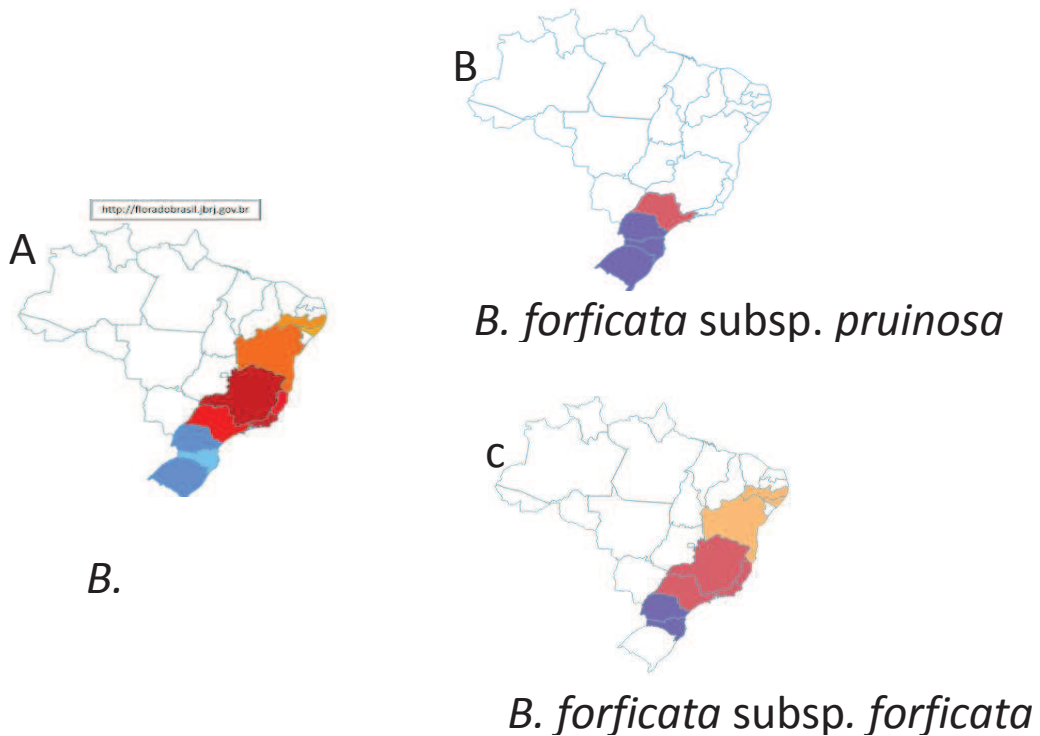 B
http://floradobrasil.jbrj.gov.br
A
B. forficata subsp. pruinosa
C
B.
B. forficata subsp. forficata